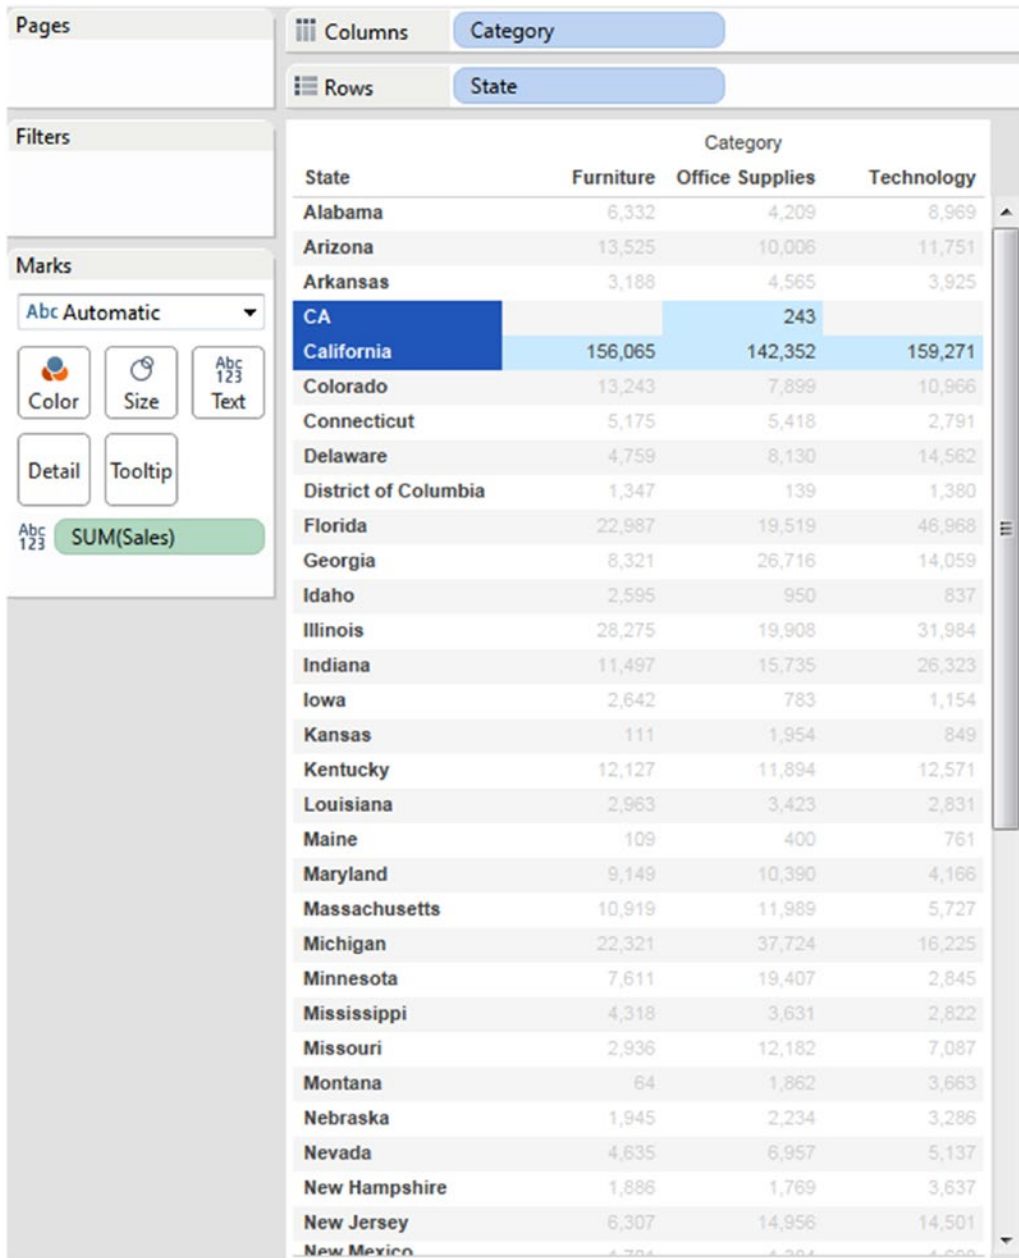 Pages
Columns Category
Rows State
Filters
Marks
Abc Automatic
Color Size Abc 123 Text
Detail Tooltip
Abc 123 SUM(Sales)
Category
State Furniture Office Supplies Technology
Alabama 6,332 4,209 8,969
Arizona 13,525 10,006 11,751
Arkansas 3,188 4,565 3,925
CA 243
California 156,065 142,352 159,271
Colorado 13,243 7,899 10,966
Connecticut 5,175 5,418 2,791
Delaware 4,759 8,130 14,562
District of Columbia 1,347 139 1,380
Florida 22,987 19,519 46,968
Georgia 8,321 26,716 14,059
Idaho 2,595 950 837
Illinois 28,275 19,908 31,984
Indiana 11,497 15,735 26,323
Iowa 2,642 783 1,154
Kansas 111 1,954 849
Kentucky 12,127 11,894 12,571
Louisiana 2,963 3,423 2,831
Maine 109 400 761
Maryland 9,149 10,390 4,166
Massachusetts 10,919 11,989 5,727
Michigan 22,321 37,724 16,225
Minnesota 7,611 19,407 2,845
Mississippi 4,318 3,631 2,822
Missouri 2,936 12,182 7,087
Montana 64 1,862 3,663
Nebraska 1,945 2,234 3,286
Nevada 4,635 6,957 5,137
New Hampshire 1,886 1,769 3,637
New Jersey 6,307 14,956 14,501
New Mexico